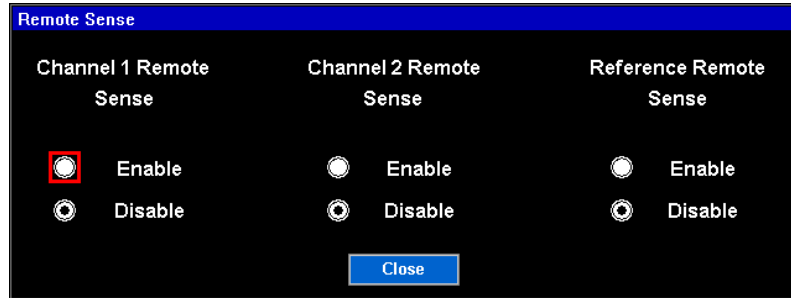 Remote Sense
Channel 1 Remote
Sense
Channel 2 Remote
Sense
Reference Remote
Sense
Enable
Enable
Enable
Disable
Disable
Disable
Close